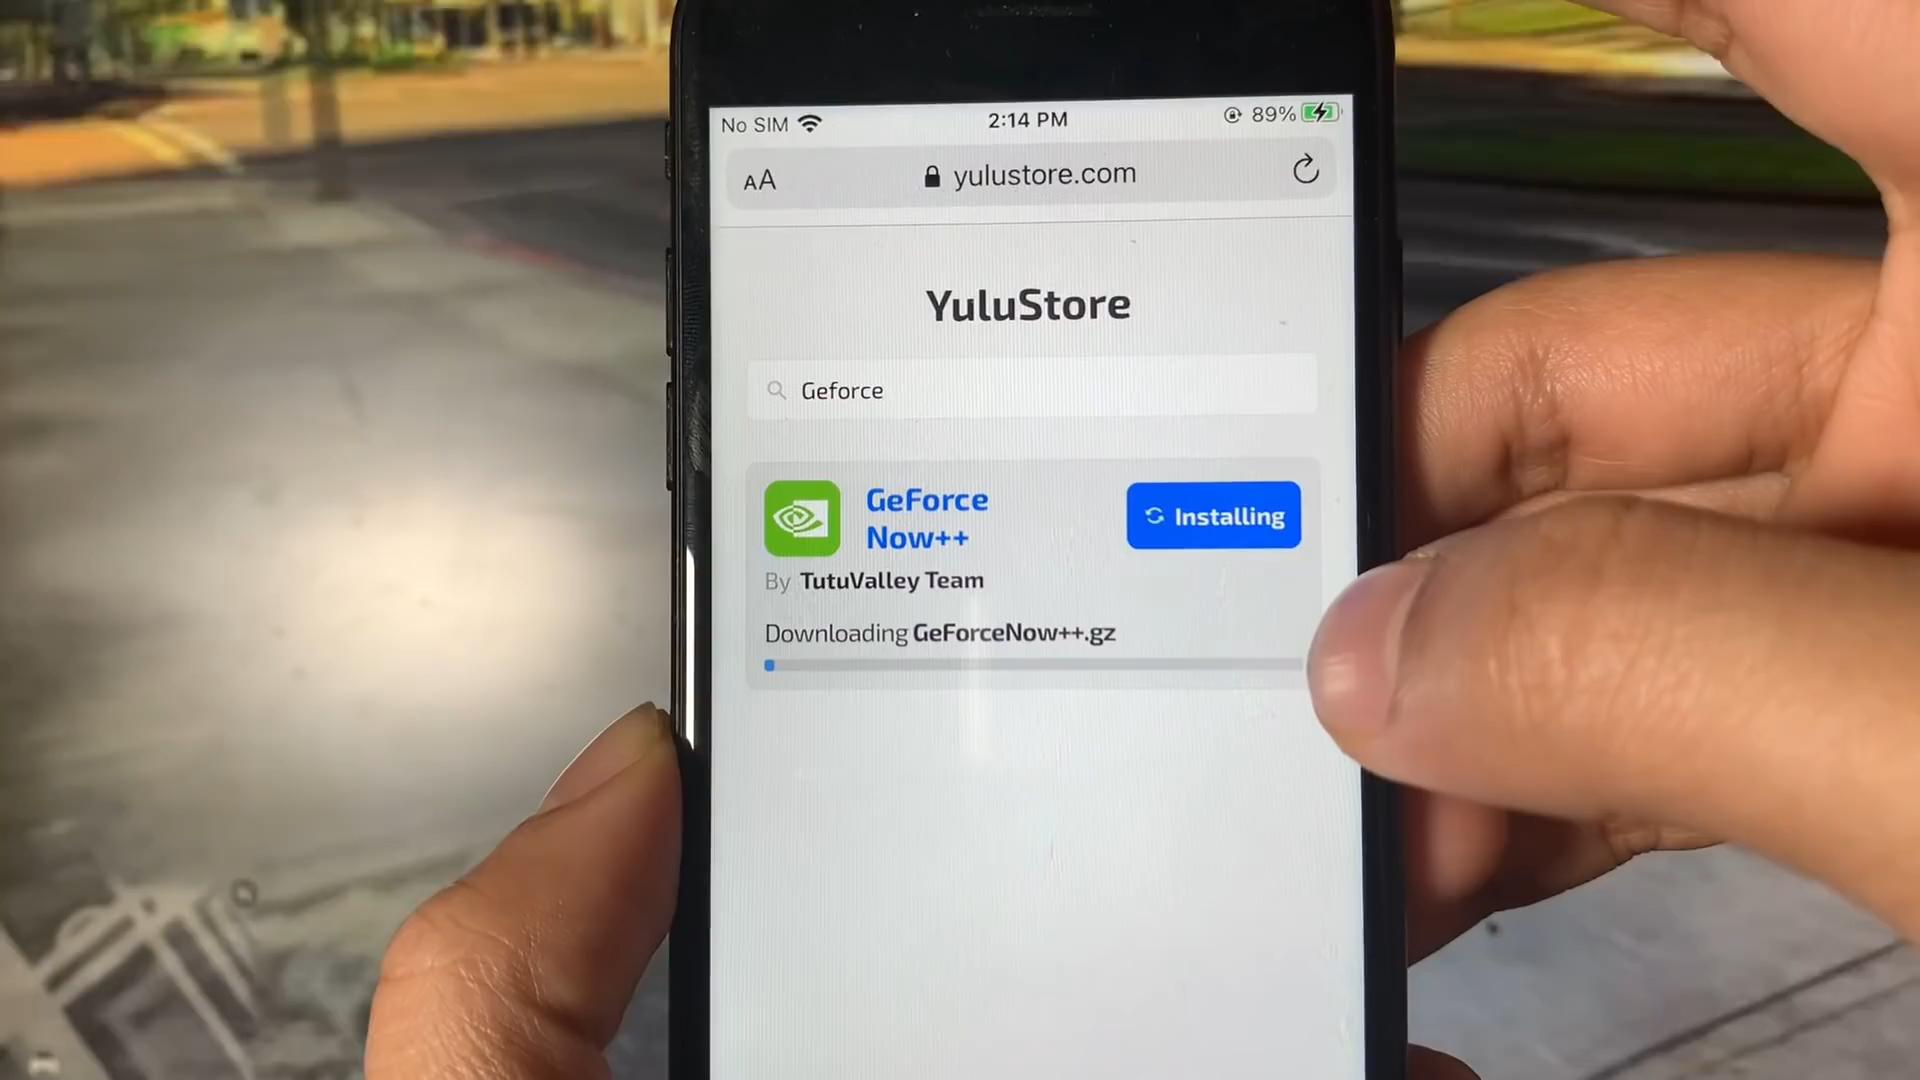 No SIM 2:14 PM 89%
AA yulustore.com
YuluStore
Geforce
GeForce
Now++
Installing
By TutuValley Team
Downloading GeForceNow++.gz